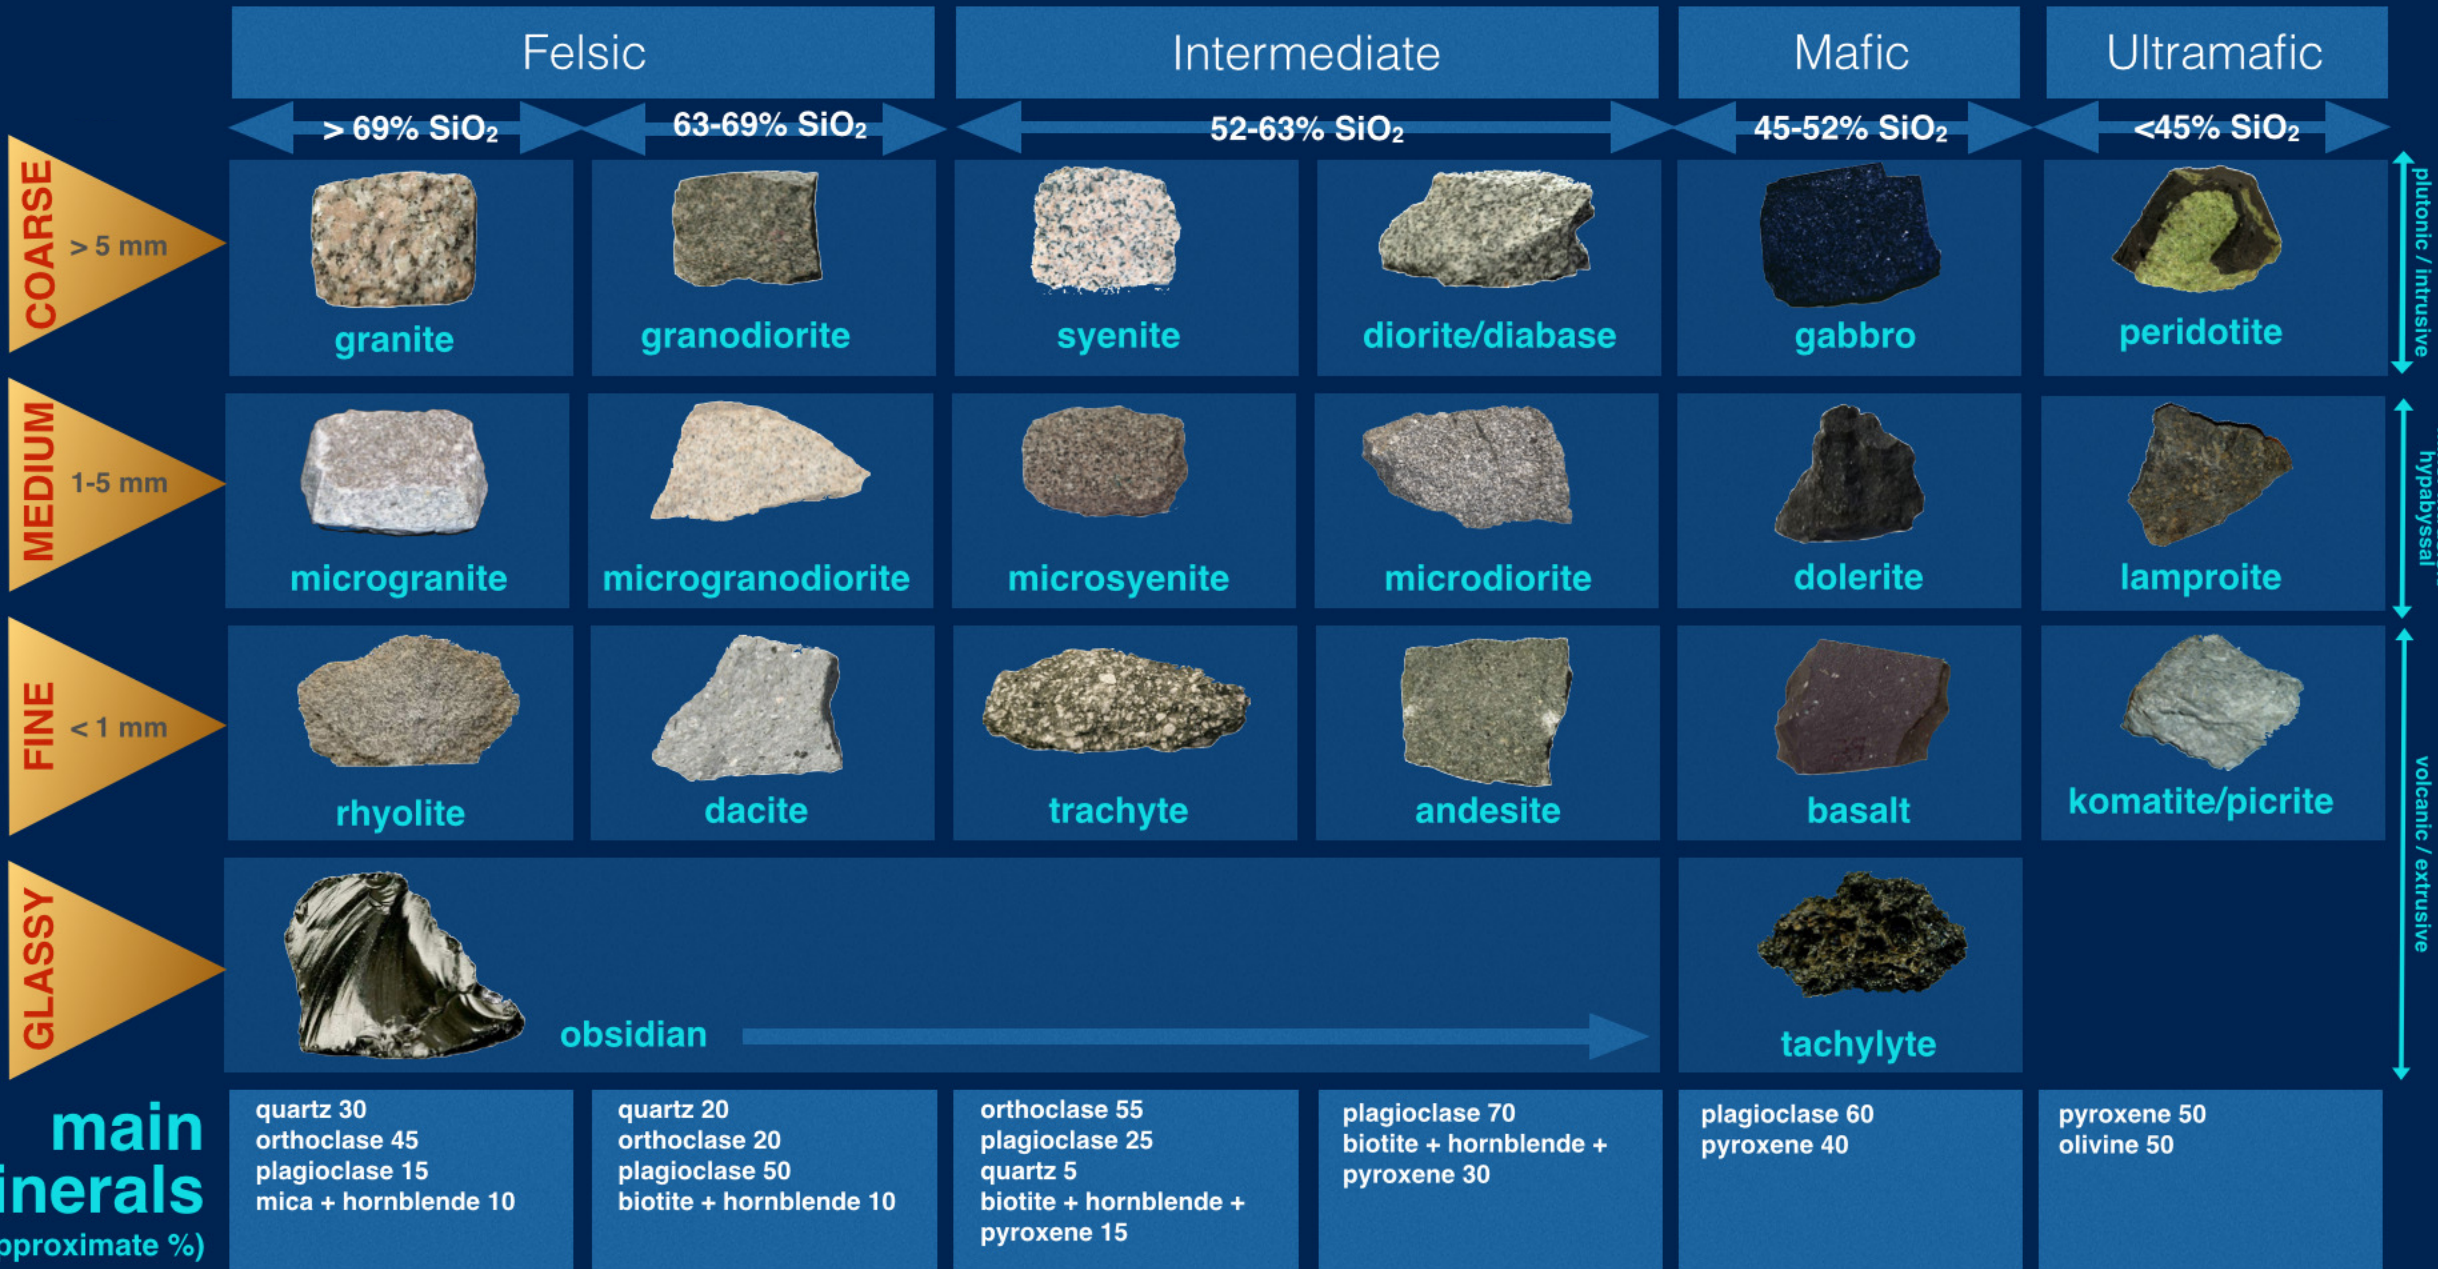 Felsic
Intermediate
Mafic
Ultramafic
> 69% SiO₂
63-69% SiO₂
52-63% SiO₂
45-52% SiO₂
<45% SiO₂
COARSE
> 5 mm
granite
granodiorite
syenite
diorite/diabase
gabbro
peridotite
plutonic / intrusive
MEDIUM
1-5 mm
microgranite
microgranodiorite
microsyenite
microdiorite
dolerite
lamproite
hypabyssal
FINE
< 1 mm
rhyolite
dacite
trachyte
andesite
basalt
komatite/picrite
volcanic / extrusive
GLASSY
obsidian
tachylyte
main
inerals
pproximate %)
quartz 30
orthoclase 45
plagioclase 15
mica + hornblende 10
quartz 20
orthoclase 20
plagioclase 50
biotite + hornblende 10
orthoclase 55
plagioclase 25
quartz 5
biotite + hornblende +
pyroxene 15
plagioclase 70
biotite + hornblende +
pyroxene 30
plagioclase 60
pyroxene 40
pyroxene 50
olivine 50